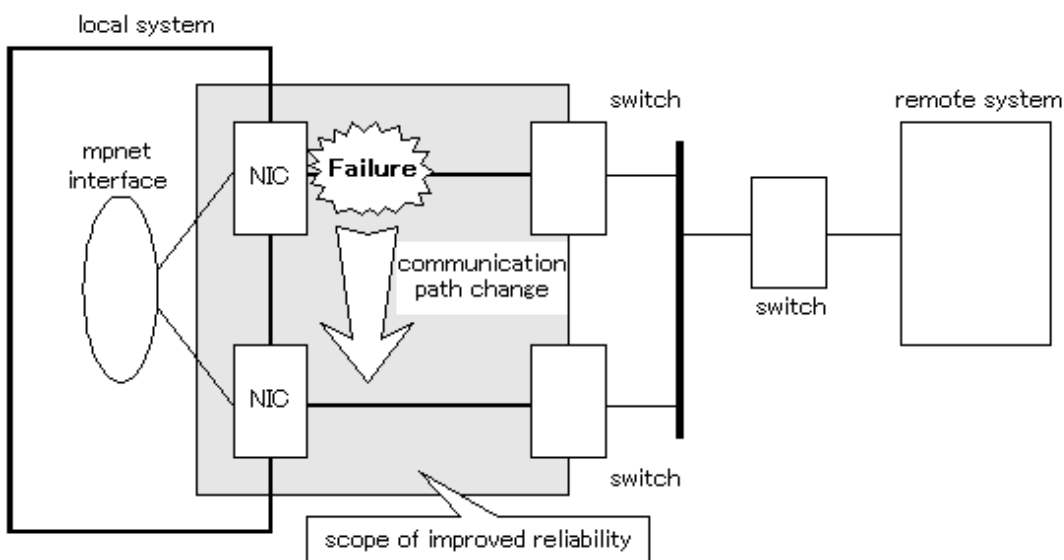 local system
mpnet
interface
NIC
Failure
switch
remote system
communication
path change
switch
NIC
switch
scope of improved reliability